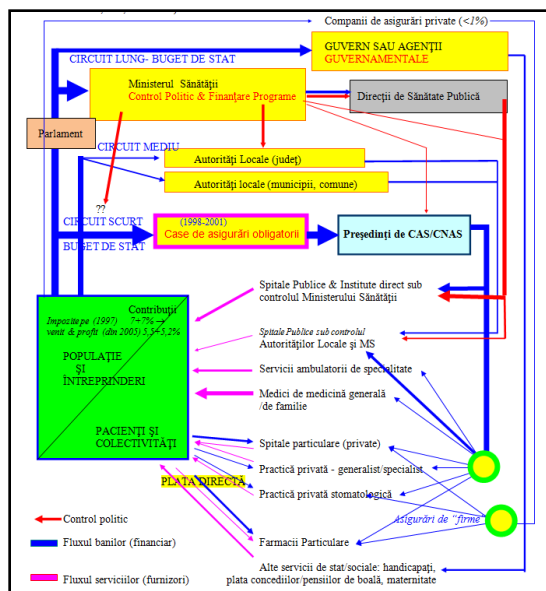 Companii de asigurări private (<1%)
CIRCUIT LUNG- BUGET DE STAT
GUVERN SAU AGENȚII
GUVERNAMENTALE
Ministerul Sănătății
Control Politic & Finanțare Programe
Direcții de Sănătate Publică
Parlament
CIRCUIT MEDIU
Autorități Locale (județ)
Autorități locale (municipii, comune)
??
CIRCUIT SCURT
BUGET DE STAT
(1998-2001)
Case de asigurări obligatorii
Președinți de CAS/CNAS
Spitale Publice & Institute direct sub
controlul Ministerului Sănătății
Contribuții
Impozite pe (1997) 7+7% →
venit & profit (din 2005) 5,5+5,2%
Spitale Publice sub controlul
Autorităților Locale și MS
POPULAȚIE
ȘI
ÎNTREPRINDERI
Servicii ambulatorii de specialitate
Medici de medicină generală
/de familie
PACIENȚI ȘI
COLECTIVITĂȚI
Spitale particulare (private)
Practică privată - generalist/specialist
PLATA DIRECTĂ
Practică privată stomatologică
Asigurări de "firme
Control politic
Fluxul banilor (financiar)
Farmacii Particulare
Alte servicii de stat/sociale: handicapați,
plata concediilor/pensiilor de boală, maternitate
Fluxul serviciilor (furnizori)